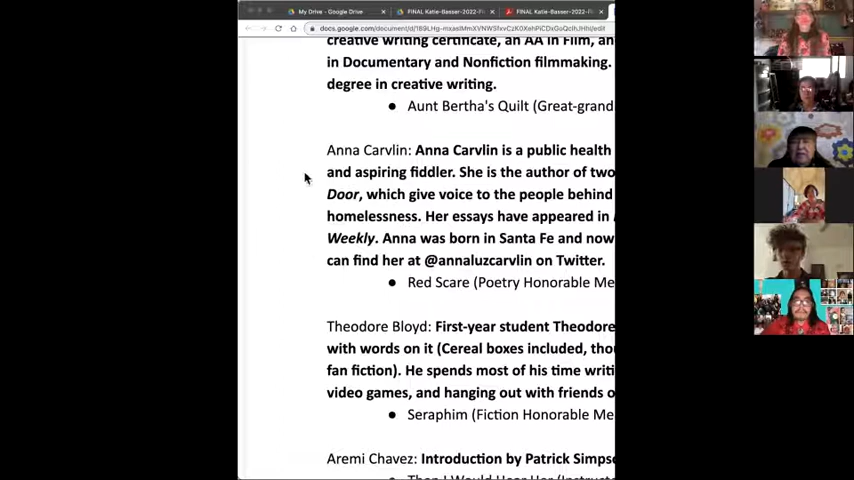 My Drive - Google Drive
FINAL Katie-Basser-2022-Fi
FINAL Katie-Basser-2022-Fi
creative writing certificate, an AA in Film, an
in Documentary and Nonfiction filmmaking.
degree in creative writing.
● Aunt Bertha's Quilt (Great-grand
Anna Carvlin: Anna Carvlin is a public health
and aspiring fiddler. She is the author of two
Door, which give voice to the people behind
homelessness. Her essays have appeared in
Weekly. Anna was born in Santa Fe and now
can find her at @annaluzcarvlin on Twitter.
● Red Scare (Poetry Honorable Me
Theodore Bloyd: First-year student Theodore
with words on it (Cereal boxes included, thou
fan fiction). He spends most of his time writi
video games, and hanging out with friends o
● Seraphim (Fiction Honorable Me
Aremi Chavez: Introduction by Patrick Simpso